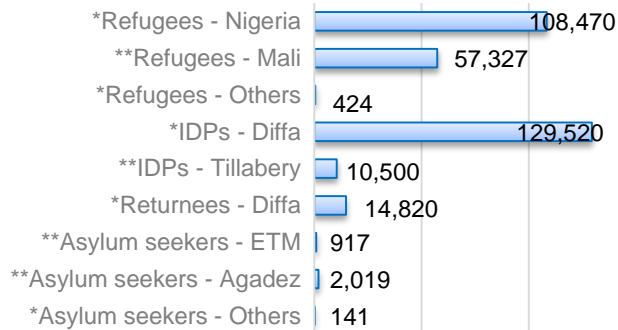 *Refugees - Nigeria 108,470
**Refugees - Mali 57,327
*Refugees - Others 424
*IDPs - Diffa 129,520
**IDPs - Tillabery 10,500
*Returnees - Diffa 14,820
**Asylum seekers - ETM 917
**Asylum seekers - Agadez 2,019
*Asylum seekers - Others 141